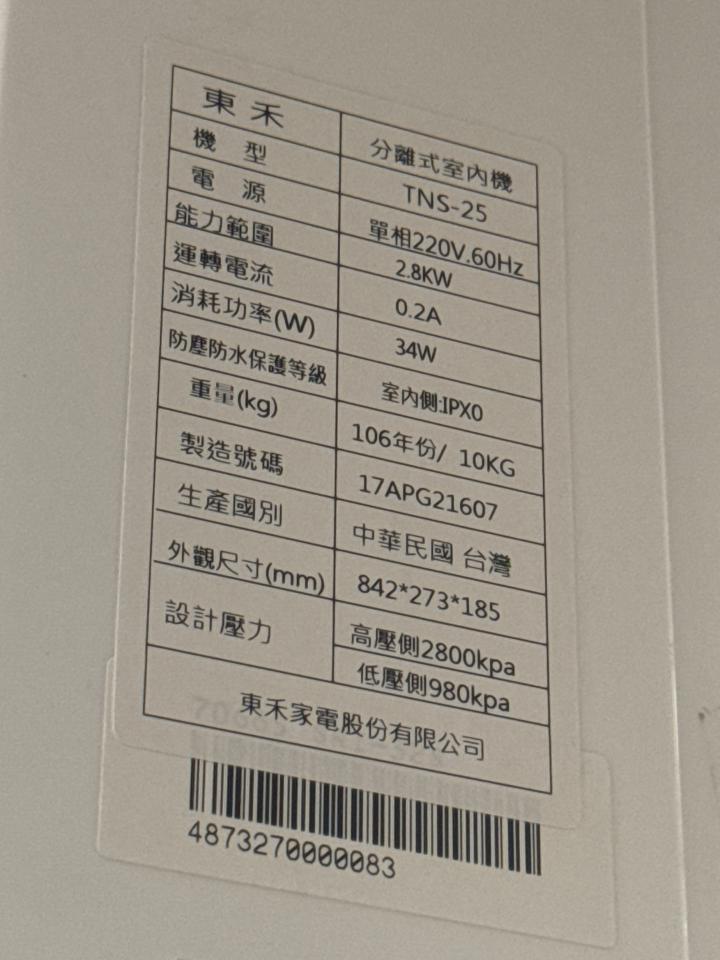 東禾 分離式室內機
機型 TNS-25
電源 單相220V.60Hz
能力範圍 2.8KW
運轉電流 0.2A
消耗功率(W) 34W
防塵防水保護等級 室內側:IPX0
重量(kg) 106年份/ 10KG
製造號碼 17APG21607
生產國別 中華民國 台灣
外觀尺寸(mm) 842*273*185
設計壓力 高壓側2800kpa
低壓側980kpa
東禾家電股份有限公司
4873270000083